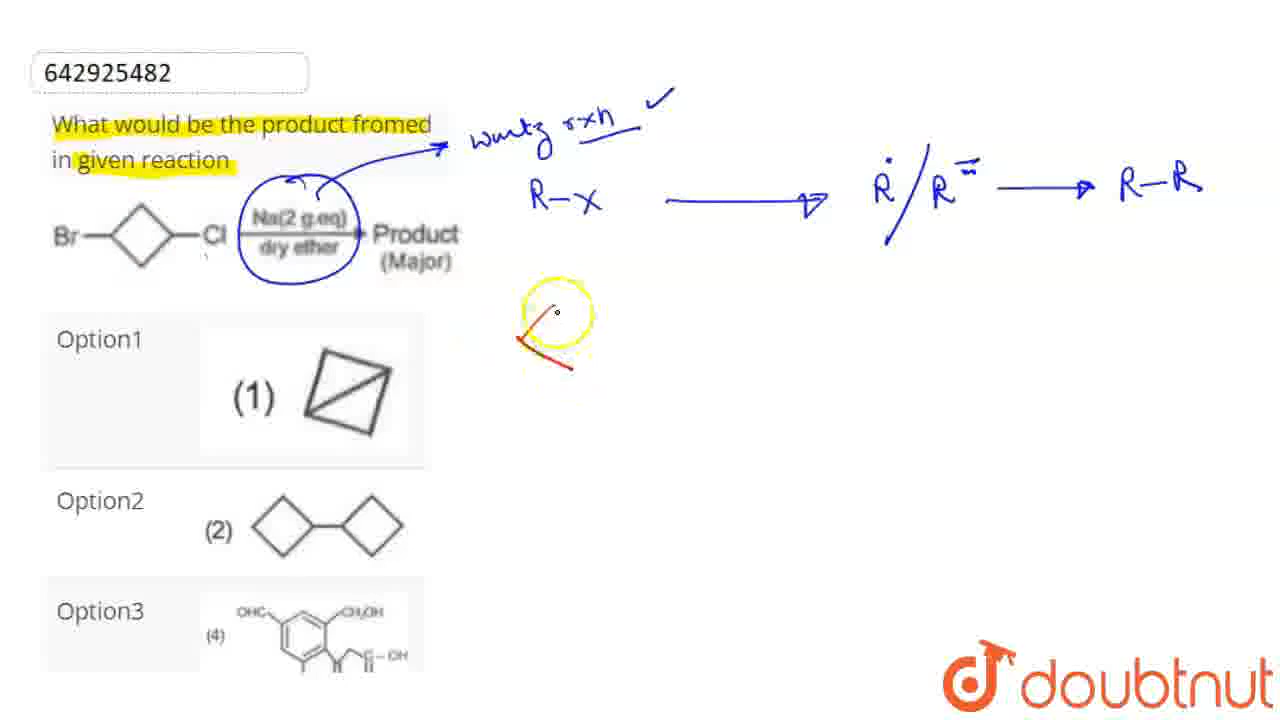 642925482
What would be the product fromed
in given reaction
wurtz rxn
Br
Cl
Na(2 g.eq)
dry ether
Product
(Major)
R-X
Ṙ / R
R-R
Option1
(1)
Option2
(2)
Option3
(4)
OHC
CH₂OH
C-OH
doubtnut